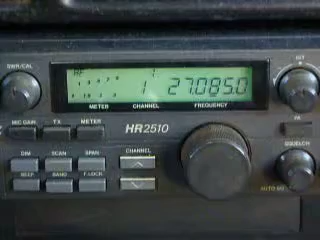 SWR/CAL
RF
1 27.085.0
METER CHANNEL FREQUENCY
MIC GAIN TX METER
HR2510
PA
SQUELCH
DIM SCAN SPAN CHANNEL
BEEP BAND F.LOCK